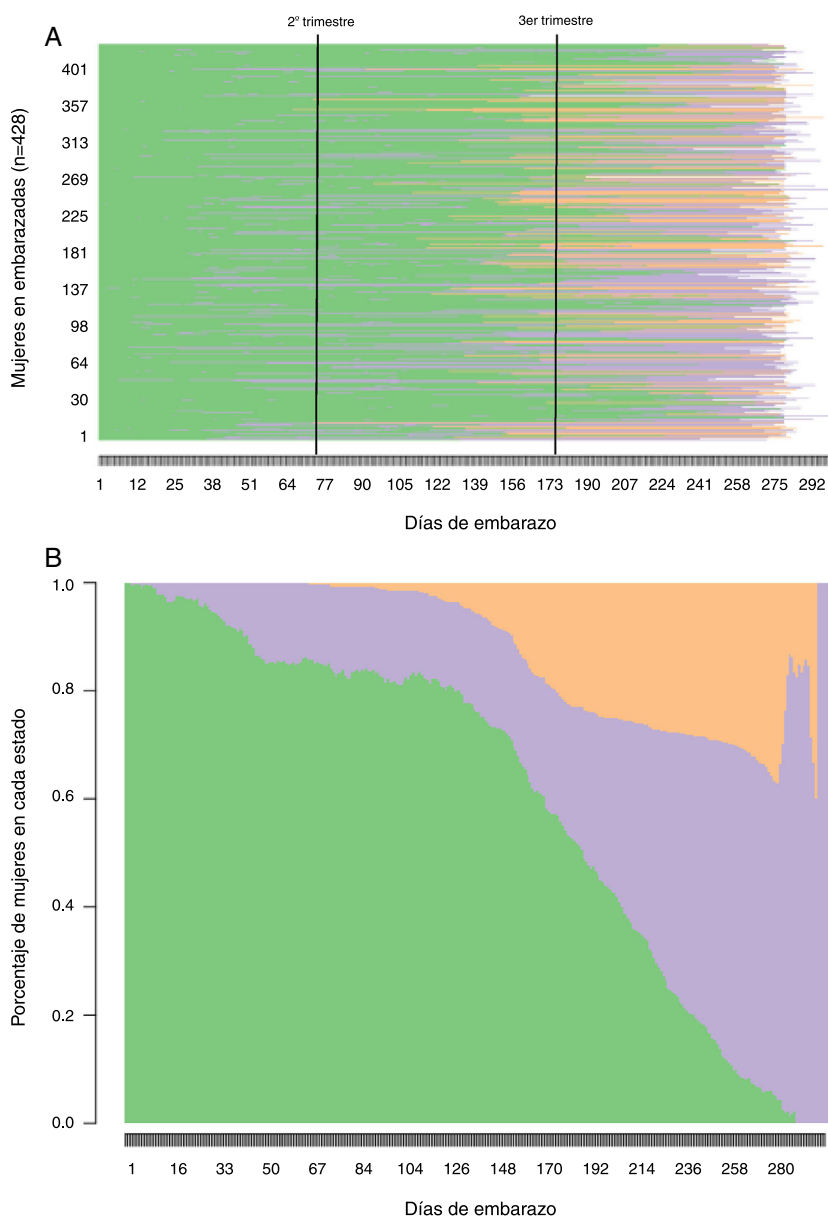 A
2º trimestre
3er trimestre
Mujeres en embarazadas (n=428)
401
357
313
269
225
181
137
98
64
30
1
1 12 25 38 51 64 77 90 105 122 139 156 173 190 207 224 241 258 275 292
Días de embarazo
B
Porcentaje de mujeres en cada estado
1.0
0.8
0.6
0.4
0.2
0.0
1 16 33 50 67 84 104 126 148 170 192 214 236 258 280
Días de embarazo